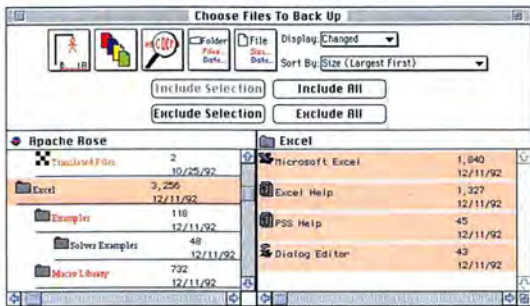 Choose Files To Back Up
Folder
Files...
Date...
File
Size...
Date...
Display: Changed
Sort By: Size (Largest First)
Include Selection
Include All
Exclude Selection
Exclude All
Apache Rose
Excel
Translated Files 2
10/25/92
Excel 3,256
12/11/92
Examples 118
12/11/92
Solver Examples 48
12/11/92
Macro Library 732
12/11/92
Microsoft Excel 1,840
12/11/92
Excel Help 1,327
12/11/92
PSS Help 45
12/11/92
Dialog Editor 43
12/11/92